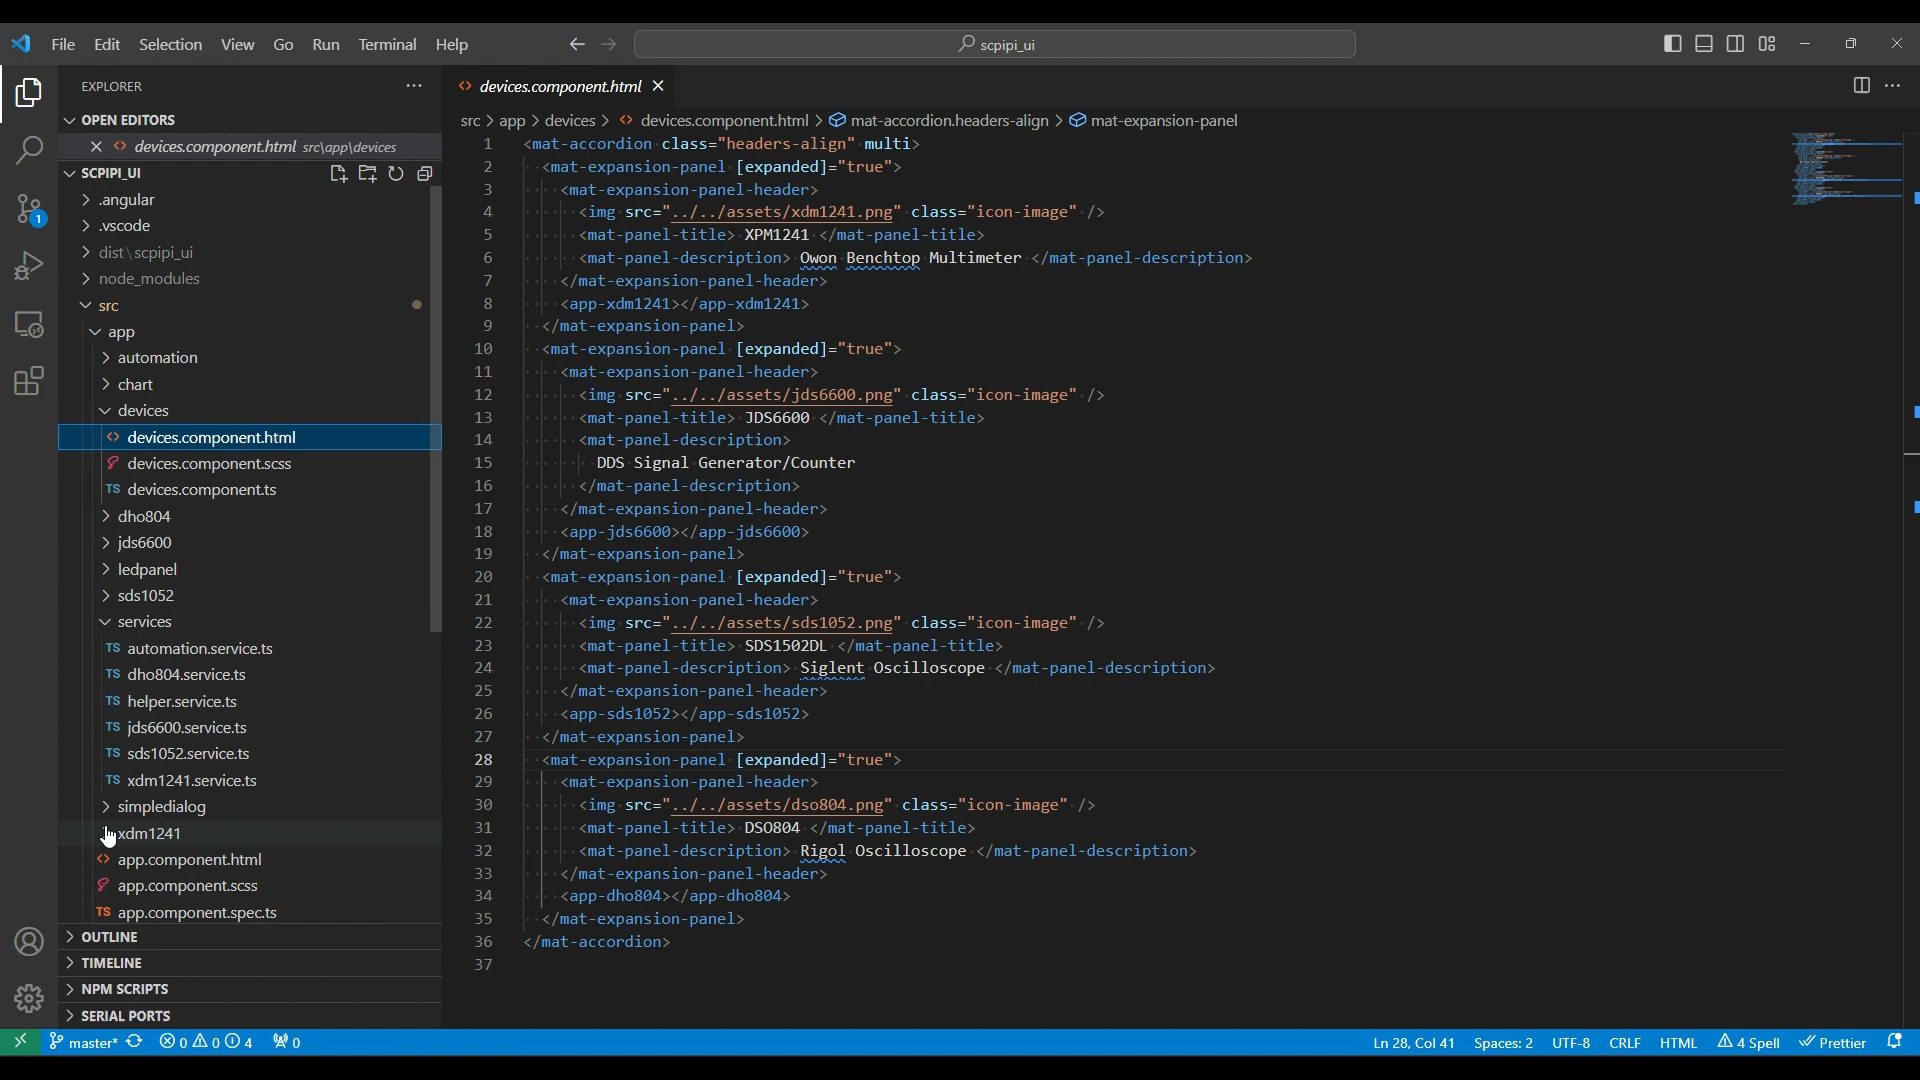 File Edit Selection View Go Run Terminal Help
scpipi_ui
EXPLORER
OPEN EDITORS
devices.component.html src\app\devices
SCPIPI_UI
.angular
.vscode
dist\scpipi_ui
node_modules
src
app
automation
chart
devices
devices.component.html
devices.component.scss
TS devices.component.ts
dho804
jds6600
ledpanel
sds1052
services
TS automation.service.ts
TS dho804.service.ts
TS helper.service.ts
TS jds6600.service.ts
TS sds1052.service.ts
TS xdm1241.service.ts
simpledialog
xdm1241
app.component.html
app.component.scss
TS app.component.spec.ts
OUTLINE
TIMELINE
NPM SCRIPTS
SERIAL PORTS
1
devices.component.html
src > app > devices > devices.component.html > mat-accordion.headers-align > mat-expansion-panel
1 <mat-accordion class="headers-align" multi>
2 <mat-expansion-panel [expanded]="true">
3 <mat-expansion-panel-header>
4 <img src="../../assets/xdm1241.png" class="icon-image" />
5 <mat-panel-title> XPM1241 </mat-panel-title>
6 <mat-panel-description> Owon Benchtop Multimeter </mat-panel-description>
7 </mat-expansion-panel-header>
8 <app-xdm1241></app-xdm1241>
9 </mat-expansion-panel>
10 <mat-expansion-panel [expanded]="true">
11 <mat-expansion-panel-header>
12 <img src="../../assets/jds6600.png" class="icon-image" />
13 <mat-panel-title> JDS6600 </mat-panel-title>
14 <mat-panel-description>
15 DDS Signal Generator/Counter
16 </mat-panel-description>
17 </mat-expansion-panel-header>
18 <app-jds6600></app-jds6600>
19 </mat-expansion-panel>
20 <mat-expansion-panel [expanded]="true">
21 <mat-expansion-panel-header>
22 <img src="../../assets/sds1052.png" class="icon-image" />
23 <mat-panel-title> SDS1502DL </mat-panel-title>
24 <mat-panel-description> Siglent Oscilloscope </mat-panel-description>
25 </mat-expansion-panel-header>
26 <app-sds1052></app-sds1052>
27 </mat-expansion-panel>
28 <mat-expansion-panel [expanded]="true">
29 <mat-expansion-panel-header>
30 <img src="../../assets/dso804.png" class="icon-image" />
31 <mat-panel-title> DSO804 </mat-panel-title>
32 <mat-panel-description> Rigol Oscilloscope </mat-panel-description>
33 </mat-expansion-panel-header>
34 <app-dho804></app-dho804>
35 </mat-expansion-panel>
36 </mat-accordion>
37
master* 0 0 4 0 Ln 28, Col 41 Spaces: 2 UTF-8 CRLF HTML 4 Spell Prettier